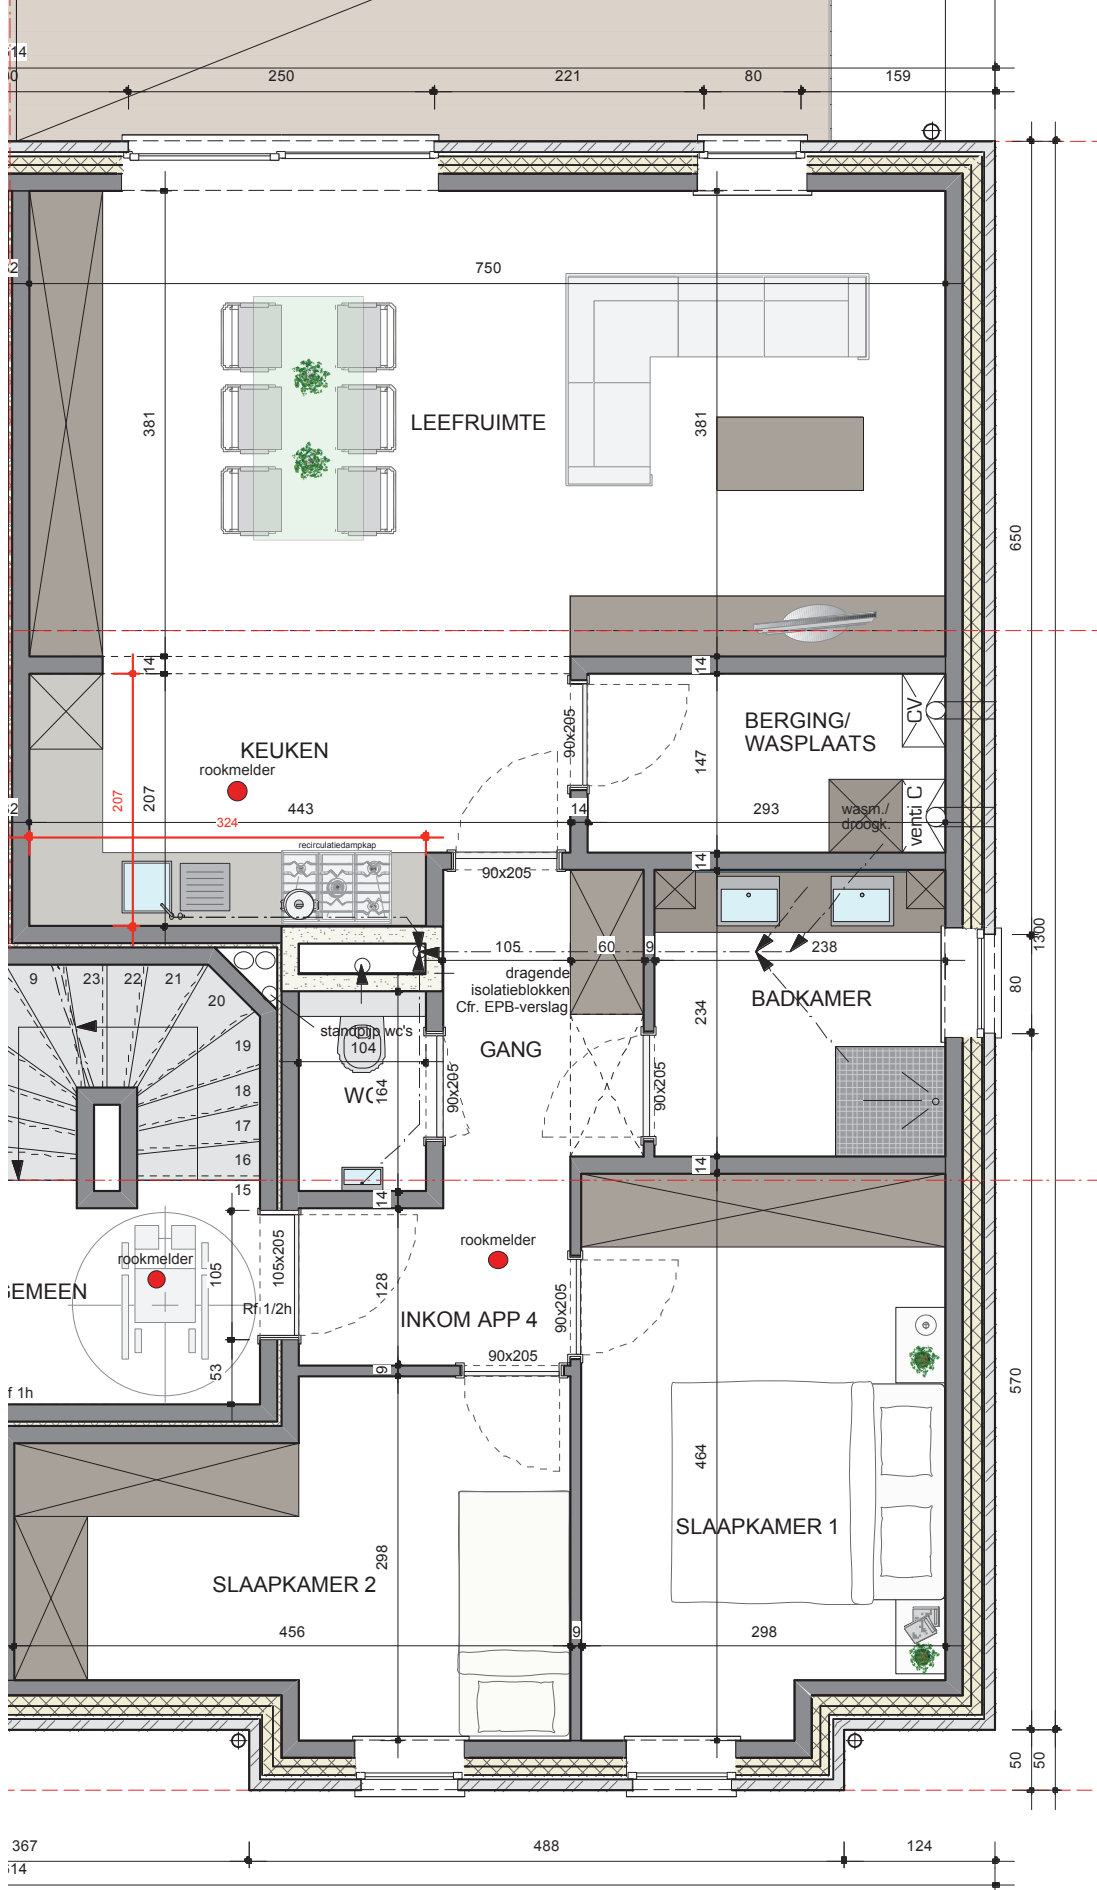 250
221
80
159
750
381
LEEFRUIMTE
381
650
14
14
90x205
BERGING/
WASPLAATS
CV
KEUKEN
rookmelder
207
207
147
443
14
293
wasm./
droogk.
venti C
324
recirculatiedampkap
14
90x205
105
60
9
238
1300
80
dragende
isolatieblokken
Cfr. EPB-verslag
BADKAMER
234
9
23
22
21
20
19
18
17
16
15
standpijp wc's
104
GANG
164
90x205
90x205
14
14
rookmelder
105
105x205
rookmelder
128
INKOM APP 4
90x205
Rf 1/2h
53
90x205
9
570
464
SLAAPKAMER 1
298
SLAAPKAMER 2
456
9
298
50
50
367
488
124